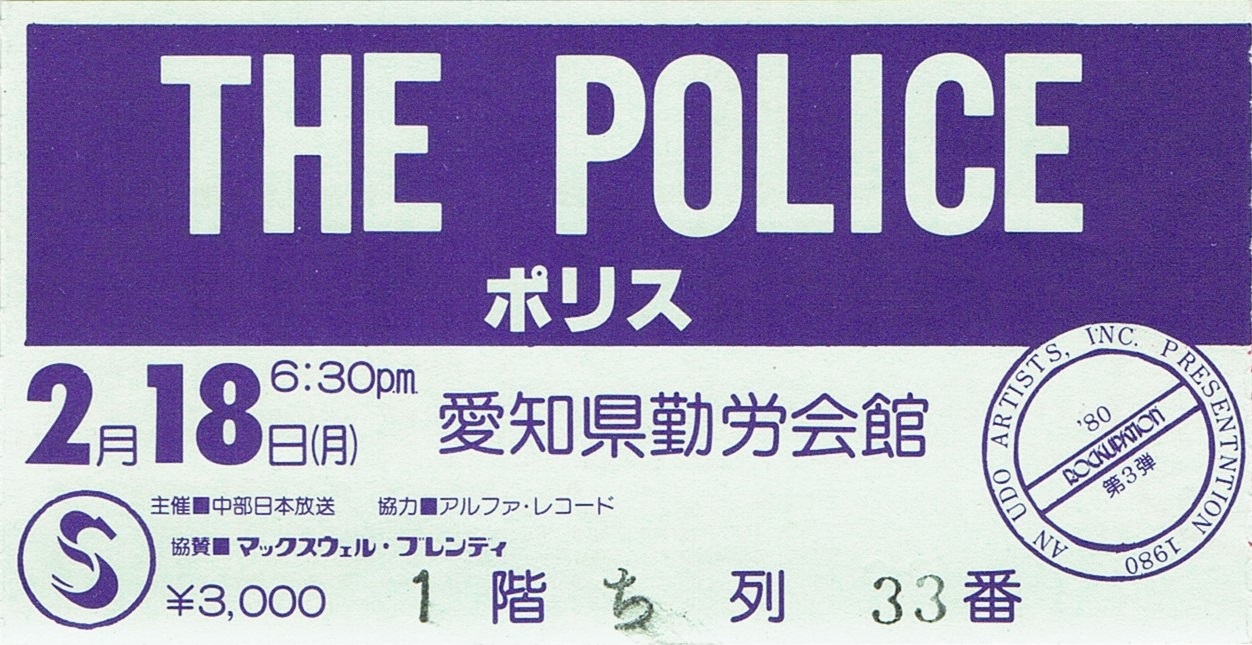 THE POLICE
ポリス
2月18日(月) 6:30p.m. 愛知県勤労会館
主催■中部日本放送 協力■アルファ・レコード
協賛■マックスウェル・ブレンディ
¥3,000 1 階 ち 列 33 番
S
AN UDO ARTISTS, INC. PRESENTNTION 1980
'80
ROCKUPATION
第3弾